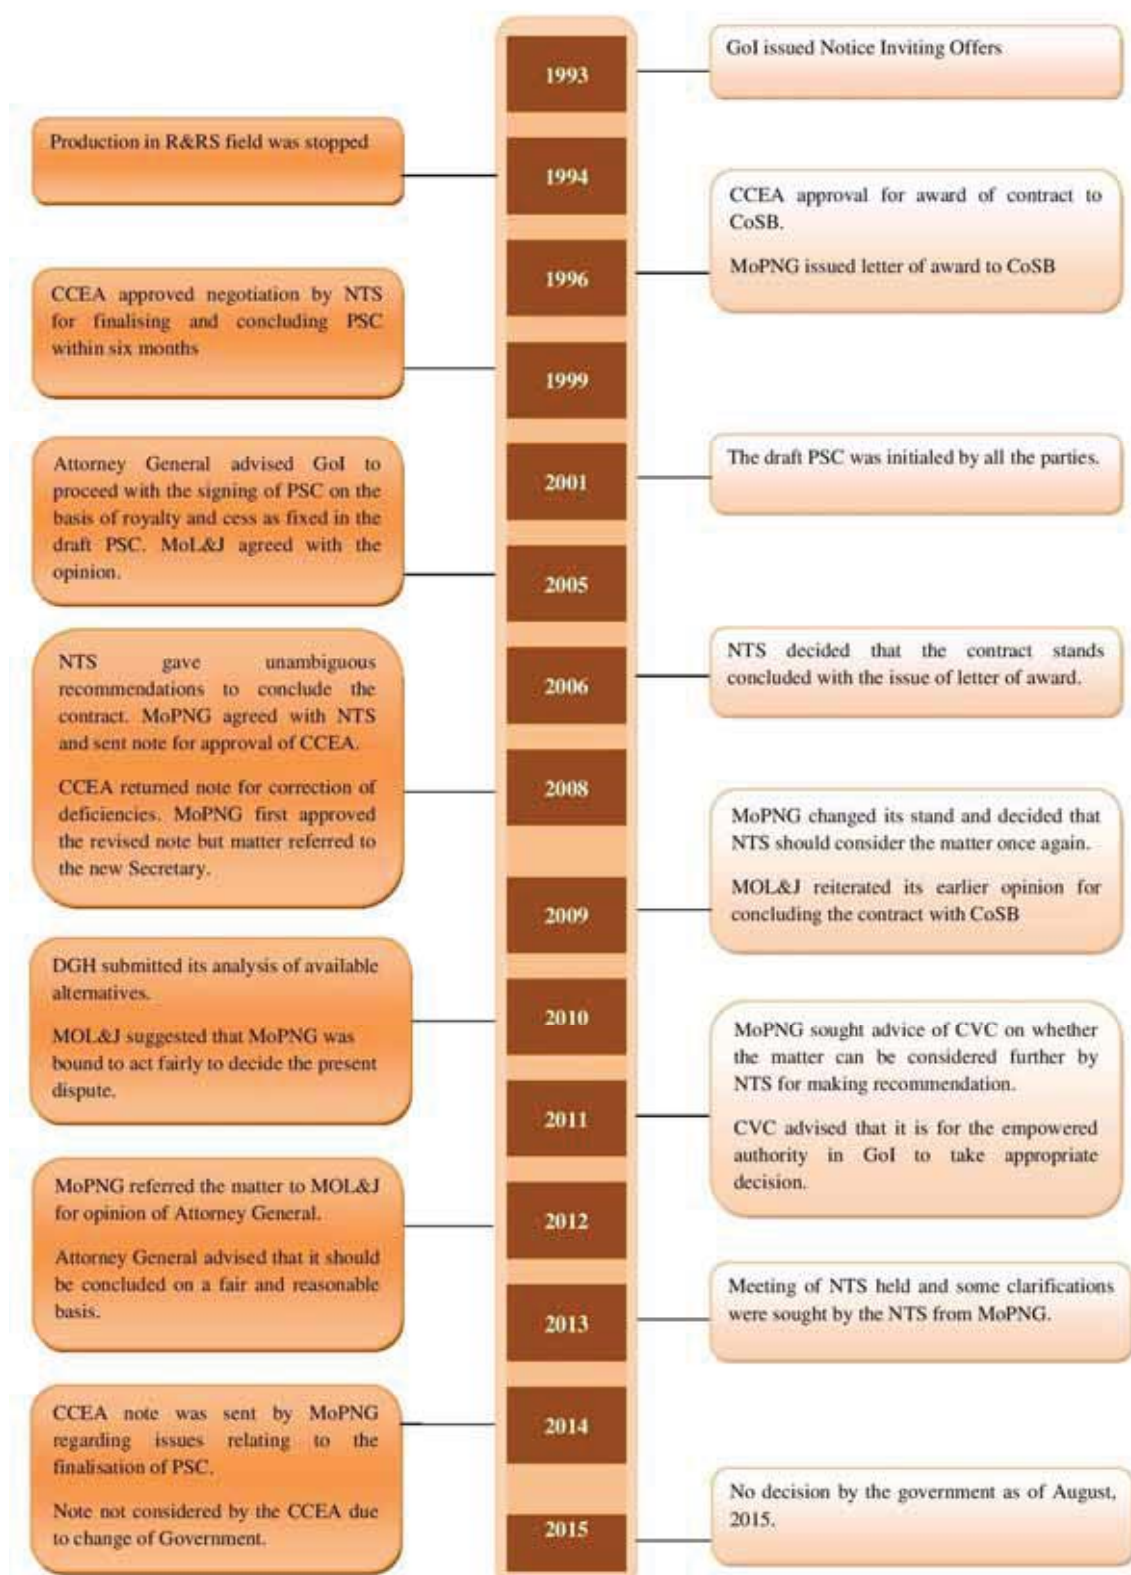 1993
GoI issued Notice Inviting Offers
Production in R&RS field was stopped
1994
CCEA approval for award of contract to
CoSB.
MoPNG issued letter of award to CoSB
1996
CCEA approved negotiation by NTS
for finalising and concluding PSC
within six months
1999
The draft PSC was initialed by all the parties.
2001
Attorney General advised GoI to
proceed with the signing of PSC on the
basis of royalty and cess as fixed in the
draft PSC. MoL&J agreed with the
opinion.
2005
NTS decided that the contract stands
concluded with the issue of letter of award.
2006
NTS gave unambiguous
recommendations to conclude the
contract. MoPNG agreed with NTS
and sent note for approval of CCEA.
CCEA returned note for correction of
deficiencies. MoPNG first approved
the revised note but matter referred to
the new Secretary.
2008
MoPNG changed its stand and decided that
NTS should consider the matter once again.
MOL&J reiterated its earlier opinion for
concluding the contract with CoSB
2009
DGH submitted its analysis of available
alternatives.
MOL&J suggested that MoPNG was
bound to act fairly to decide the present
dispute.
2010
MoPNG sought advice of CVC on whether
the matter can be considered further by
NTS for making recommendation.
CVC advised that it is for the empowered
authority in GoI to take appropriate
decision.
2011
MoPNG referred the matter to MOL&J
for opinion of Attorney General.
Attorney General advised that it should
be concluded on a fair and reasonable
basis.
2012
Meeting of NTS held and some clarifications
were sought by the NTS from MoPNG.
2013
CCEA note was sent by MoPNG
regarding issues relating to the
finalisation of PSC.
Note not considered by the CCEA due
to change of Government.
2014
No decision by the government as of August,
2015.
2015